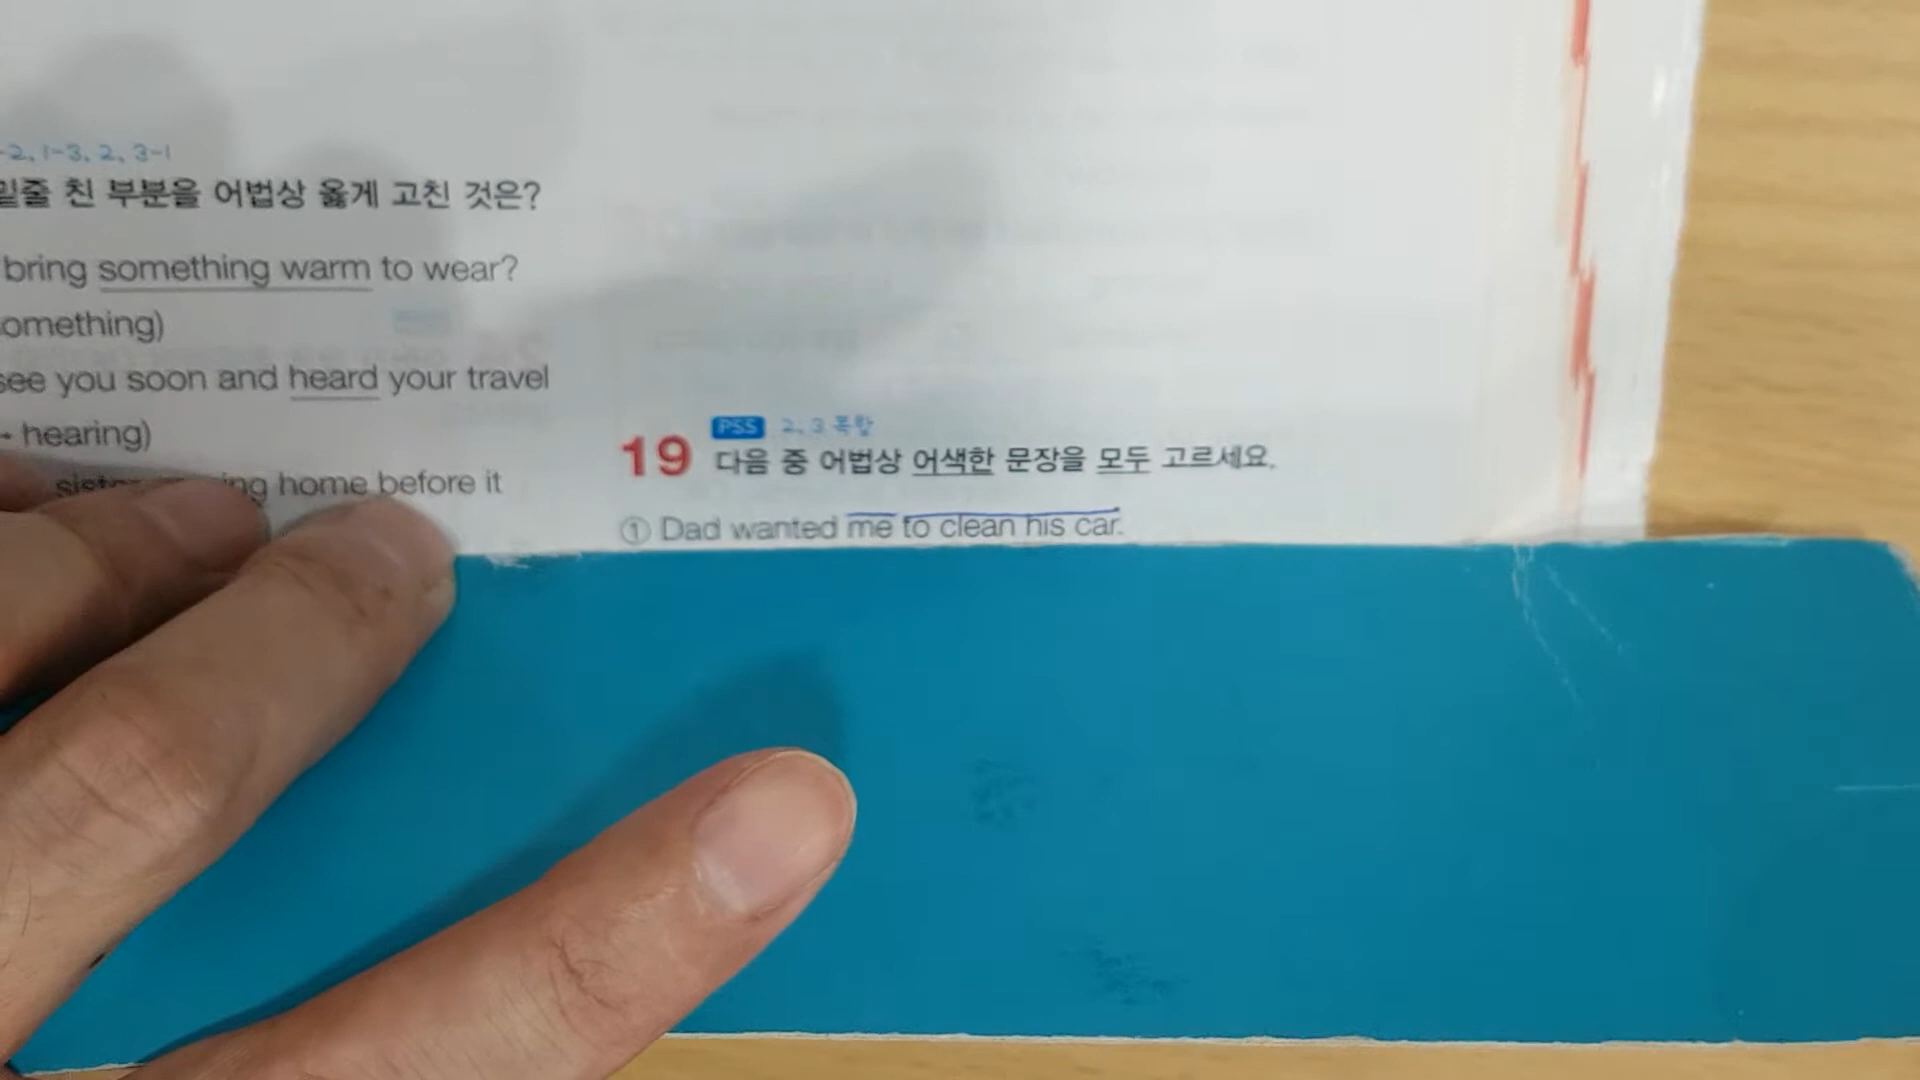 -2, 1-3, 2, 3-1
밑줄 친 부분을 어법상 옳게 고친 것은?
bring something warm to wear?
omething)
see you soon and heard your travel
hearing)
home before it
PSS 2, 3 복합
19 다음 중 어법상 어색한 문장을 모두 고르세요.
① Dad wanted me to clean his car.